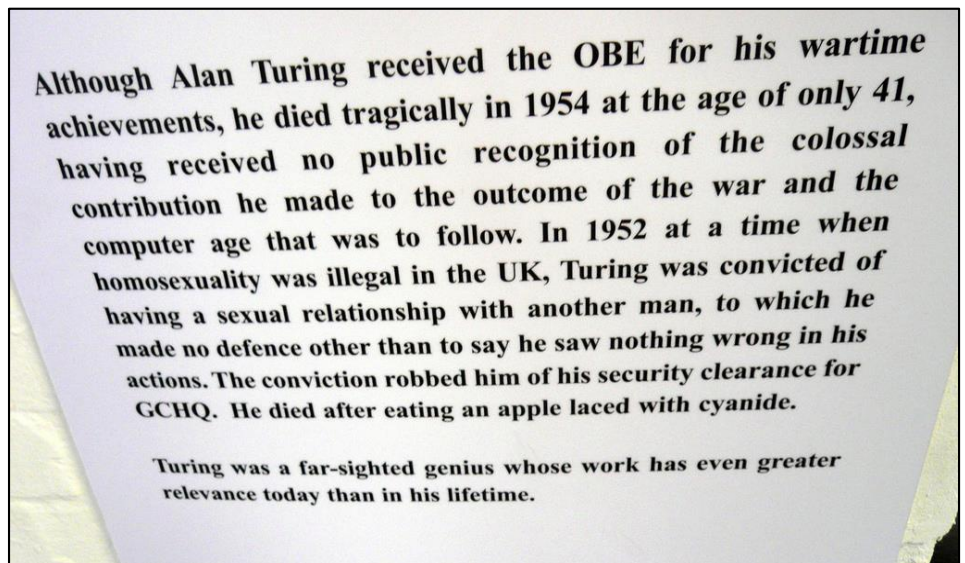 Although Alan Turing received the OBE for his wartime
achievements, he died tragically in 1954 at the age of only 41,
having received no public recognition of the colossal
contribution he made to the outcome of the war and the
computer age that was to follow. In 1952 at a time when
homosexuality was illegal in the UK, Turing was convicted of
having a sexual relationship with another man, to which he
made no defence other than to say he saw nothing wrong in his
actions. The conviction robbed him of his security clearance for
GCHQ. He died after eating an apple laced with cyanide.
Turing was a far-sighted genius whose work has even greater
relevance today than in his lifetime.